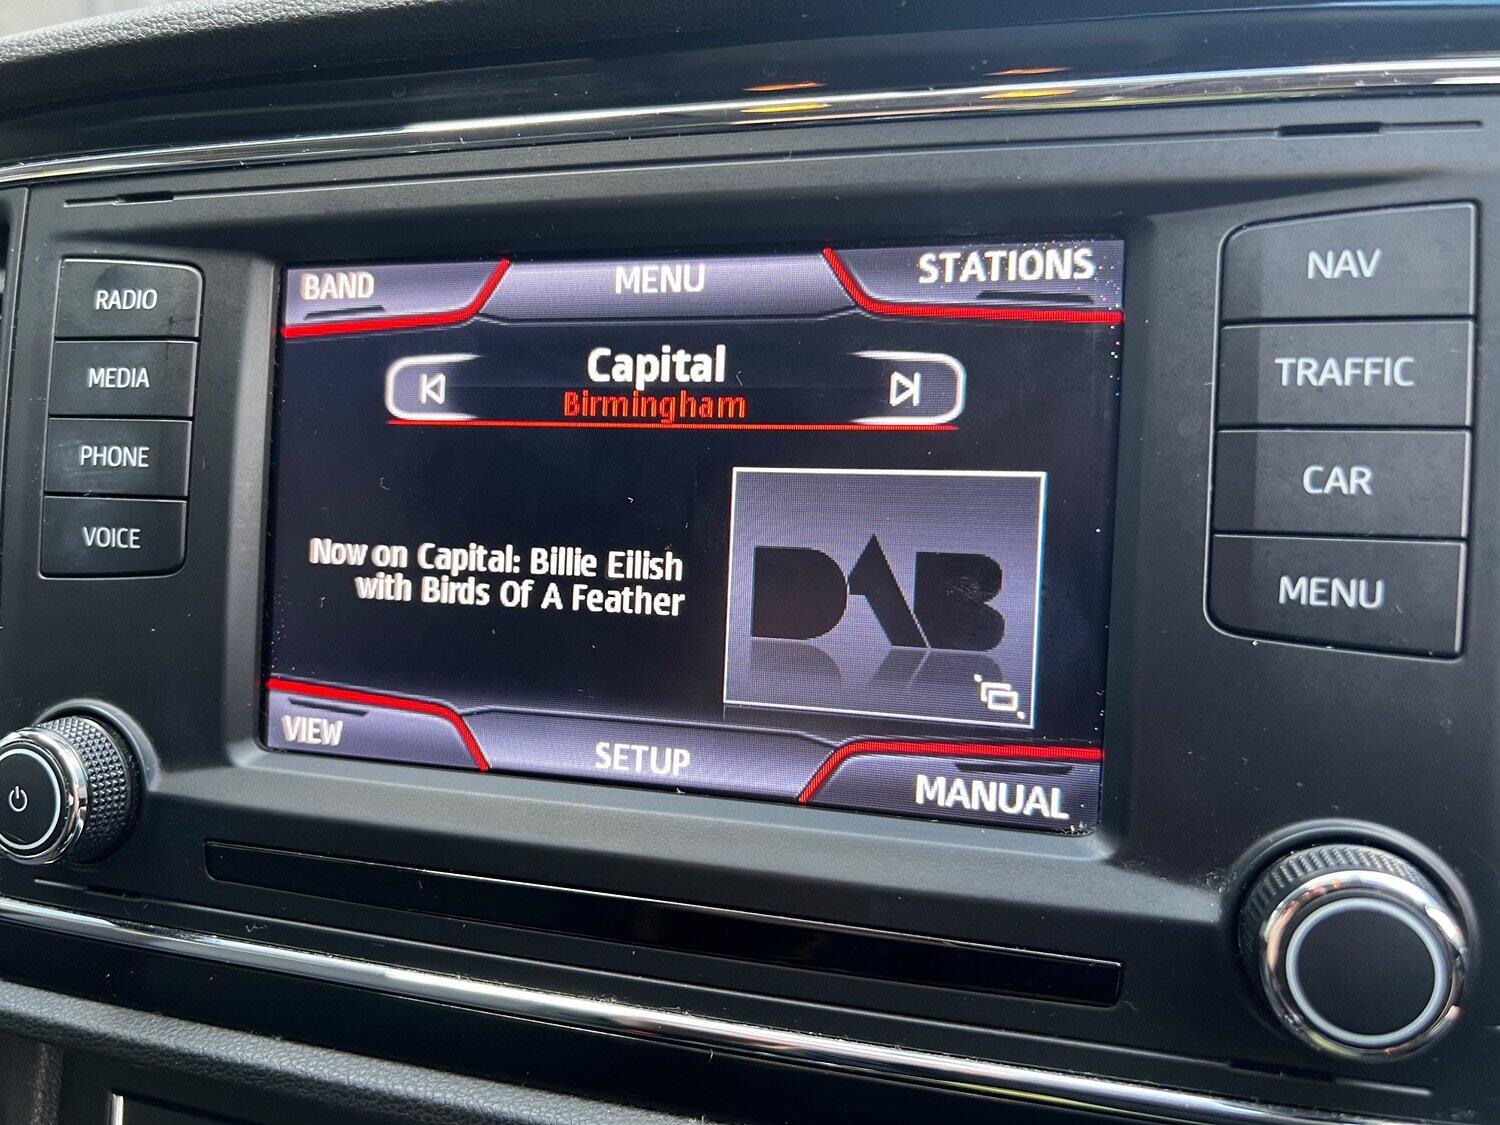 RADIO
MEDIA
PHONE
VOICE
BAND
MENU
STATIONS
Capital
Birmingham
Now on Capital: Billie Eilish
with Birds Of A Feather
DAB
VIEW
SETUP
MANUAL
NAV
TRAFFIC
CAR
MENU